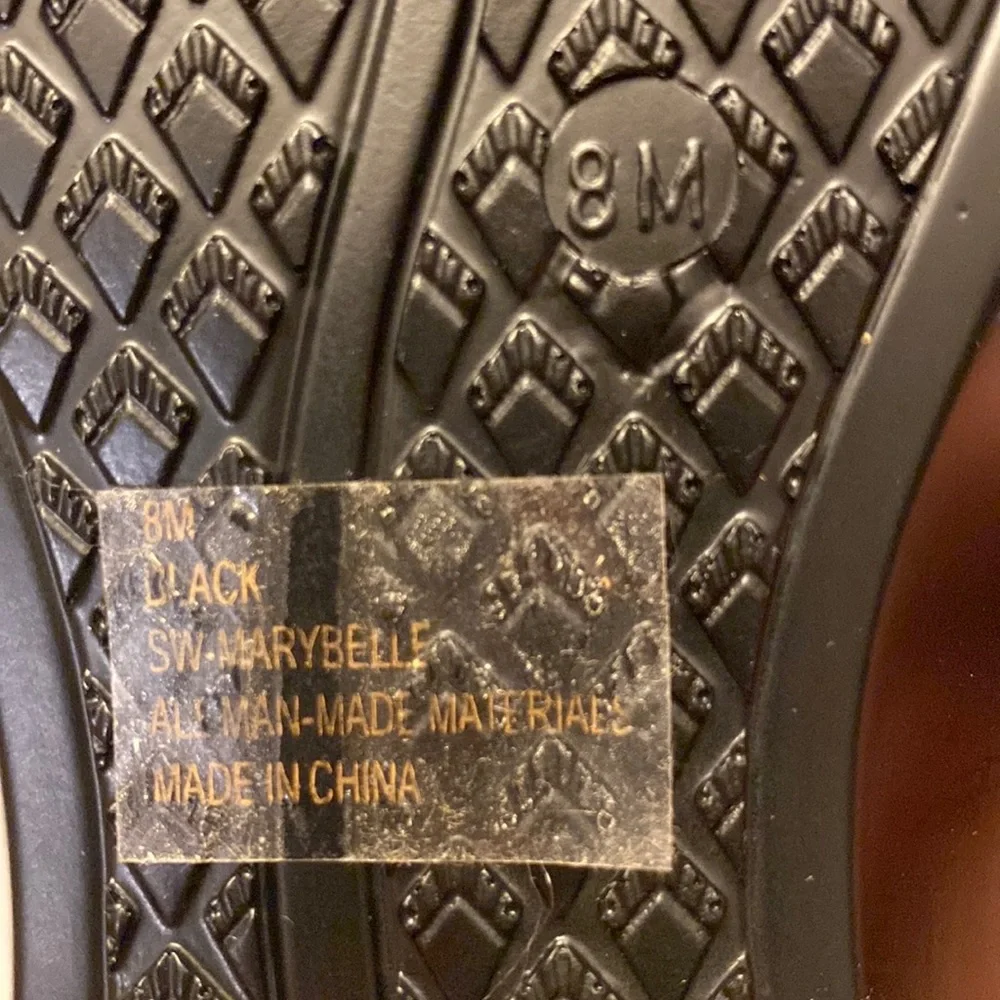 8M
8M
BLACK
SW-MARYBELLE
ALL MAN-MADE MATERIALS
MADE IN CHINA